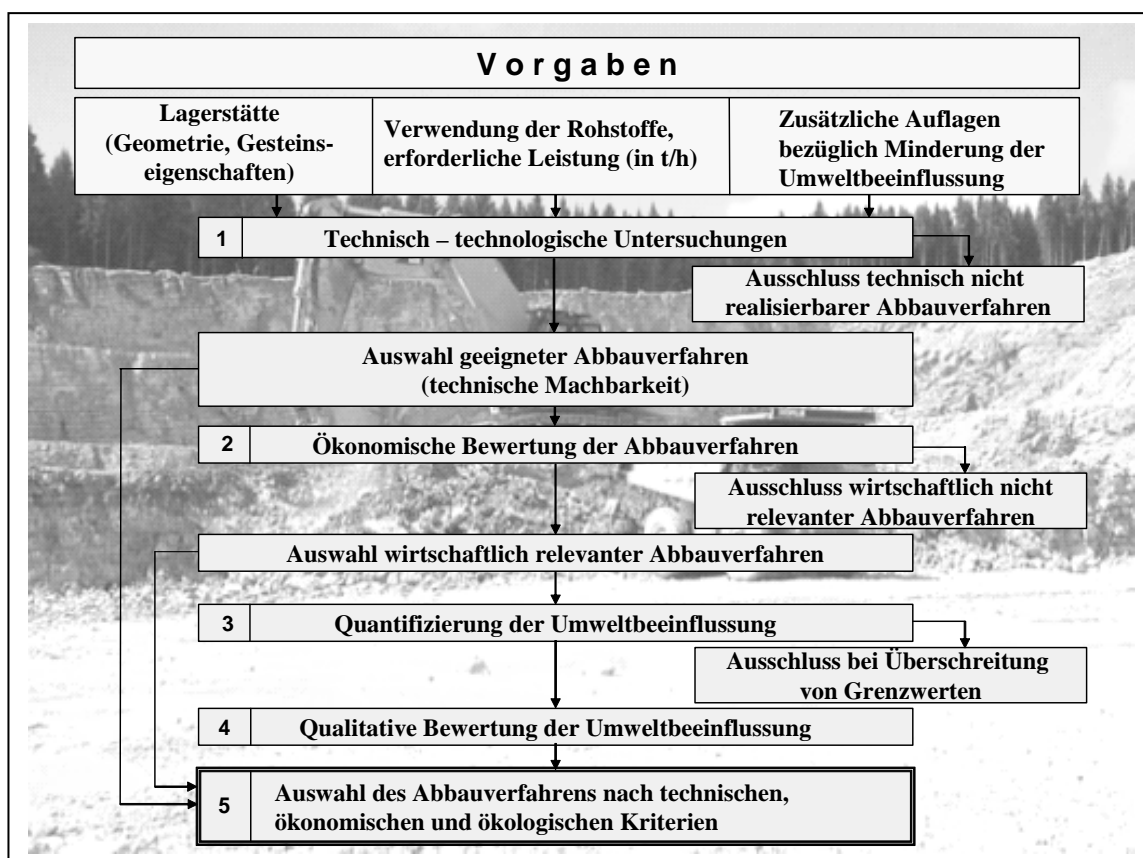 Vorgaben
Lagerstätte
(Geometrie, Gesteins-
eigenschaften)
Verwendung der Rohstoffe,
erforderliche Leistung (in t/h)
Zusätzliche Auflagen
bezüglich Minderung der
Umweltbeeinflussung
1 Technisch – technologische Untersuchungen
Ausschluss technisch nicht
realisierbarer Abbauverfahren
Auswahl geeigneter Abbauverfahren
(technische Machbarkeit)
2 Ökonomische Bewertung der Abbauverfahren
Ausschluss wirtschaftlich nicht
relevanter Abbauverfahren
Auswahl wirtschaftlich relevanter Abbauverfahren
3 Quantifizierung der Umweltbeeinflussung
Ausschluss bei Überschreitung
von Grenzwerten
4 Qualitative Bewertung der Umweltbeeinflussung
5 Auswahl des Abbauverfahrens nach technischen,
ökonomischen und ökologischen Kriterien